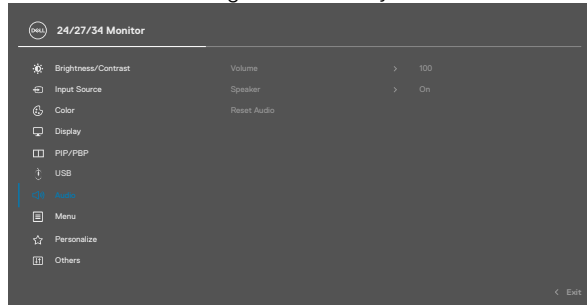 DELL 24/27/34 Monitor
Brightness/Contrast Volume > 100
Input Source Speaker > On
Color Reset Audio
Display
PIP/PBP
USB
Audio
Menu
Personalize
Others
< Exit